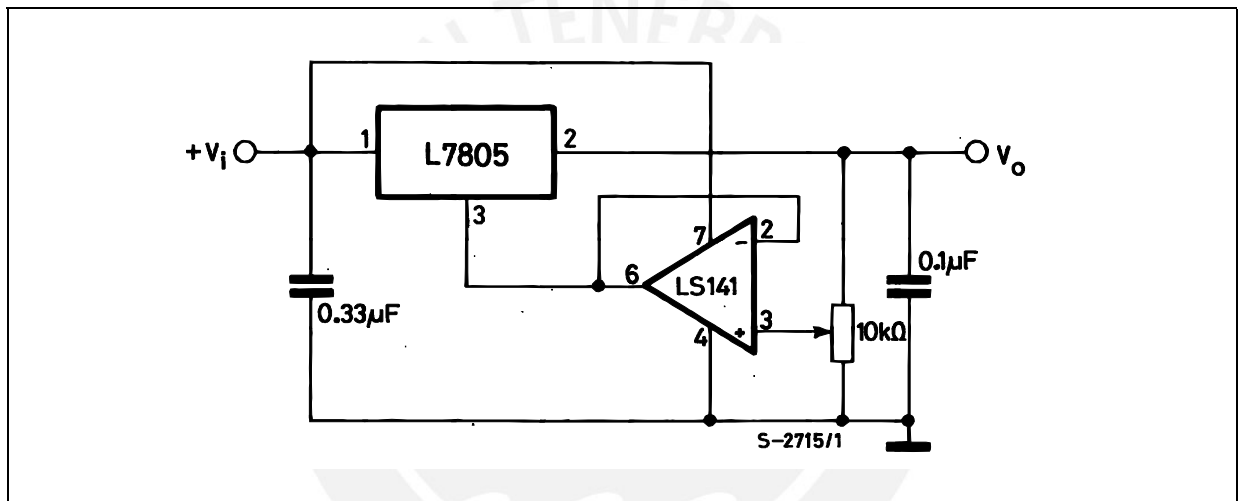 N TENEBR
+Vi
1
L7805
2
Vo
3
7
2
-
6
LS141
0.1µF
0.33µF
4
+
3
10kΩ
S-2715/1